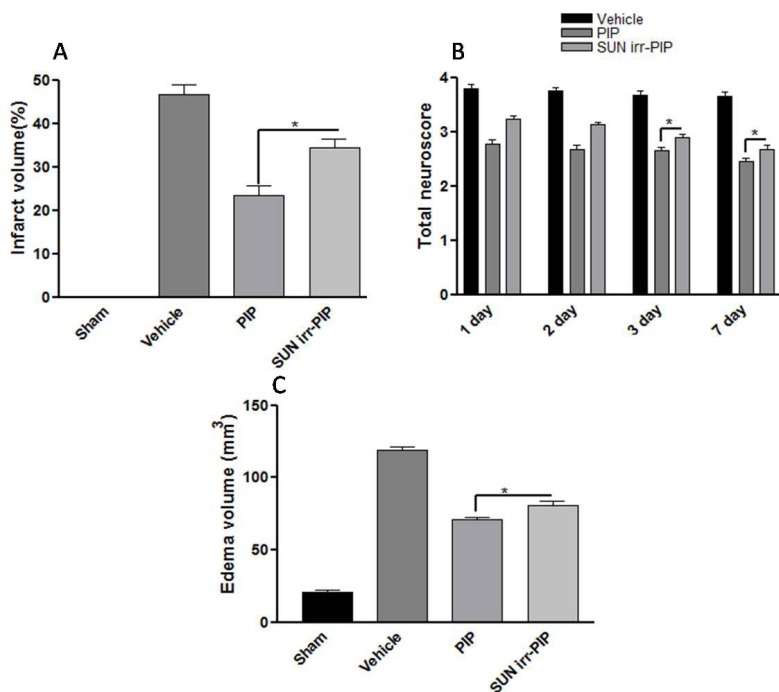 Vehicle
PIP
SUN irr-PIP
A
Infarct volume(%)
50
40
30
20
10
0
*
Sham
Vehicle
PIP
SUN irr-PIP
B
Total neuroscore
4
3
2
0
*
*
1 day
2 day
3 day
7 day
C
Edema volume (mm³)
150
100
50
0
*
Sham
Vehicle
PIP
SUN irr-PIP